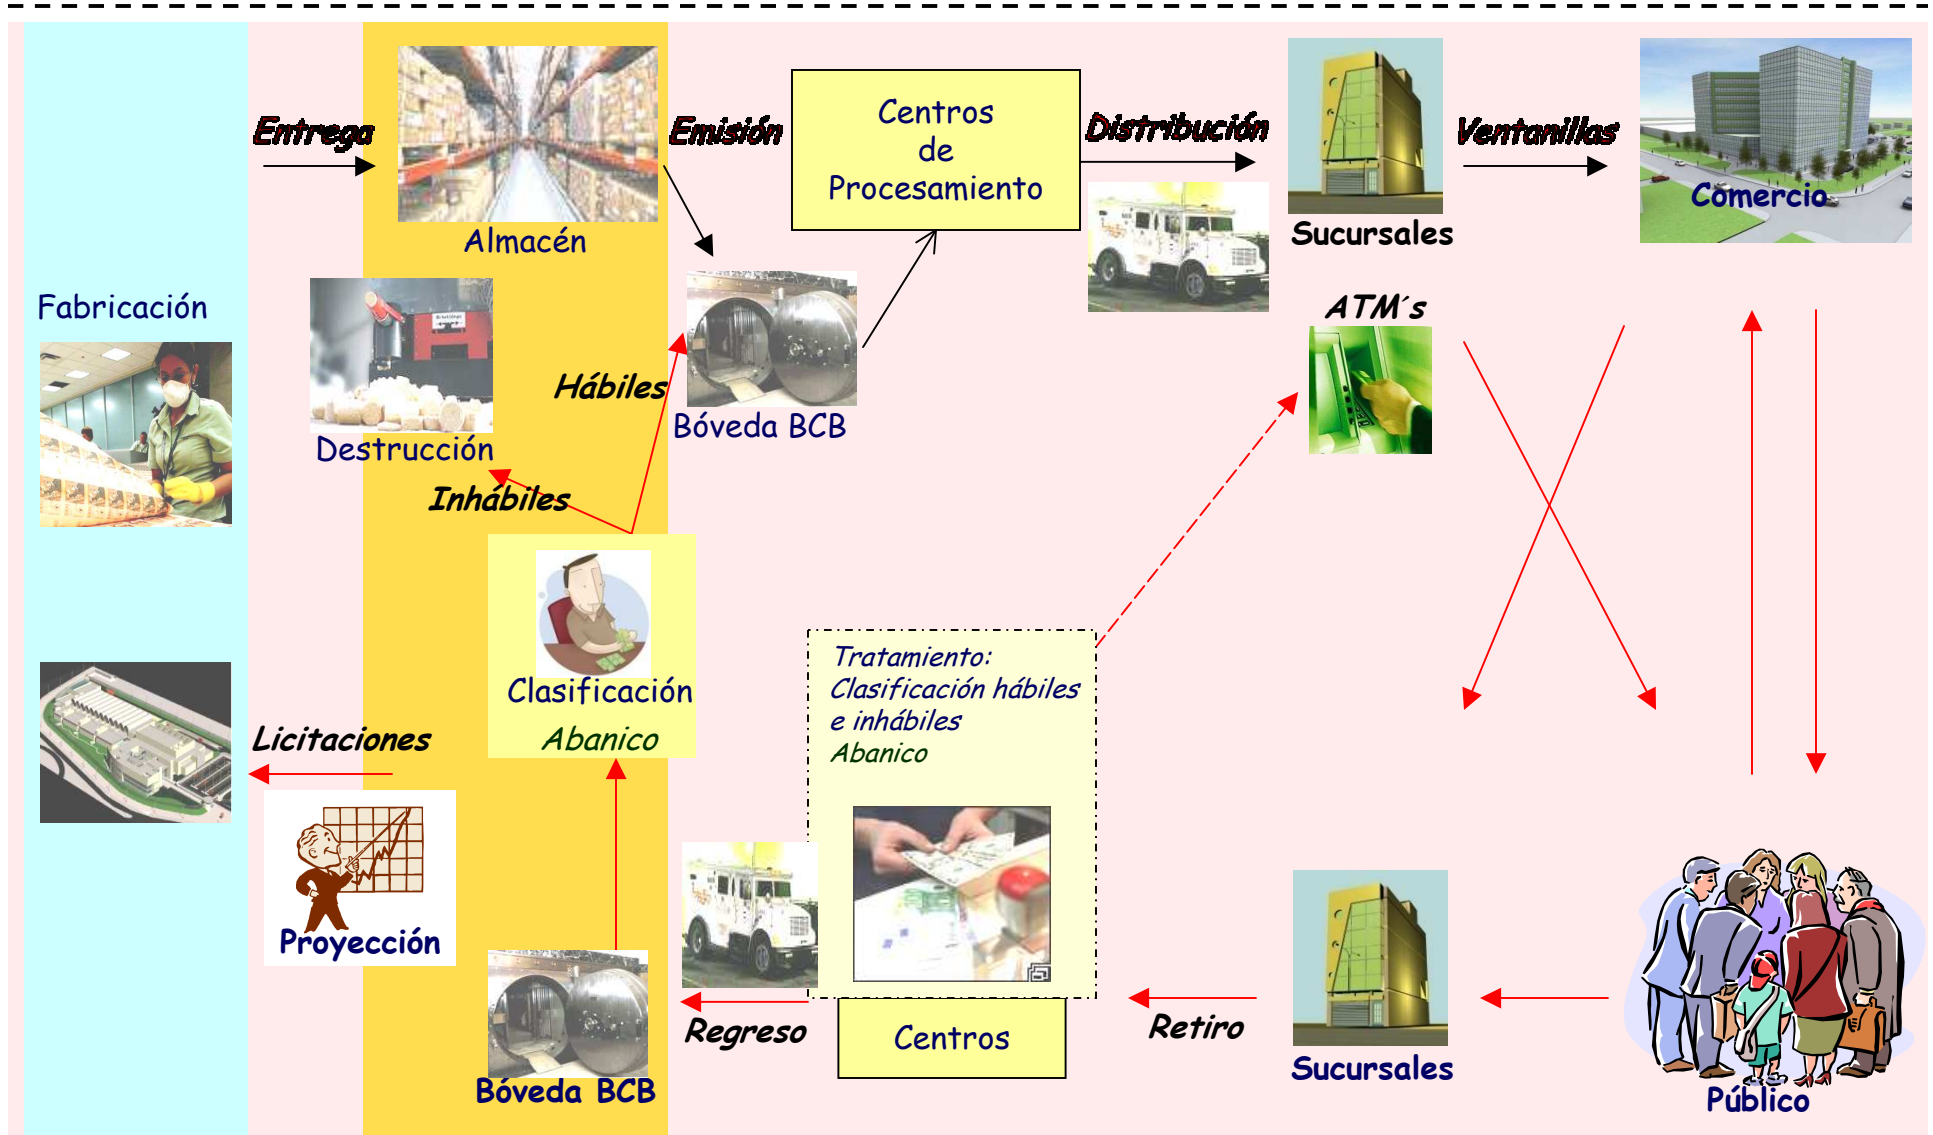 Entrega
Almacén
Emisión
Centros
de
Procesamiento
Distribución
Sucursales
Ventanillas
Comercio
Fabricación
Destrucción
Inhábiles
Hábiles
Bóveda BCB
ATM´s
Clasificación
Abanico
Tratamiento:
Clasificación hábiles
e inhábiles
Abanico
Licitaciones
Proyección
Bóveda BCB
Regreso
Centros
Retiro
Sucursales
Público